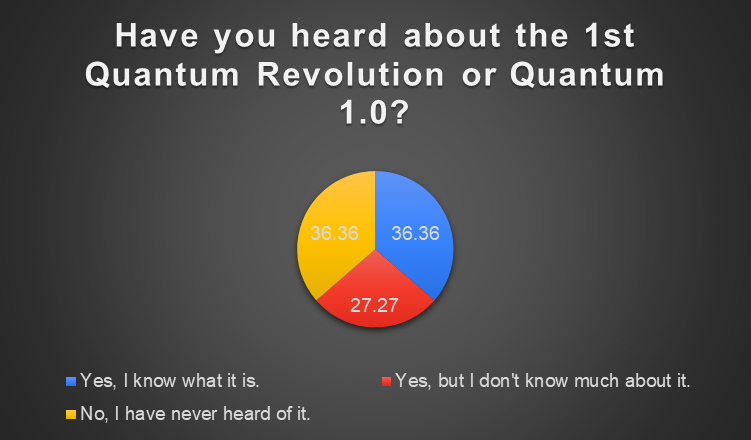 Have you heard about the 1st
Quantum Revolution or Quantum
1.0?
36.36
36.36
27.27
Yes, I know what it is.
Yes, but I don't know much about it.
No, I have never heard of it.